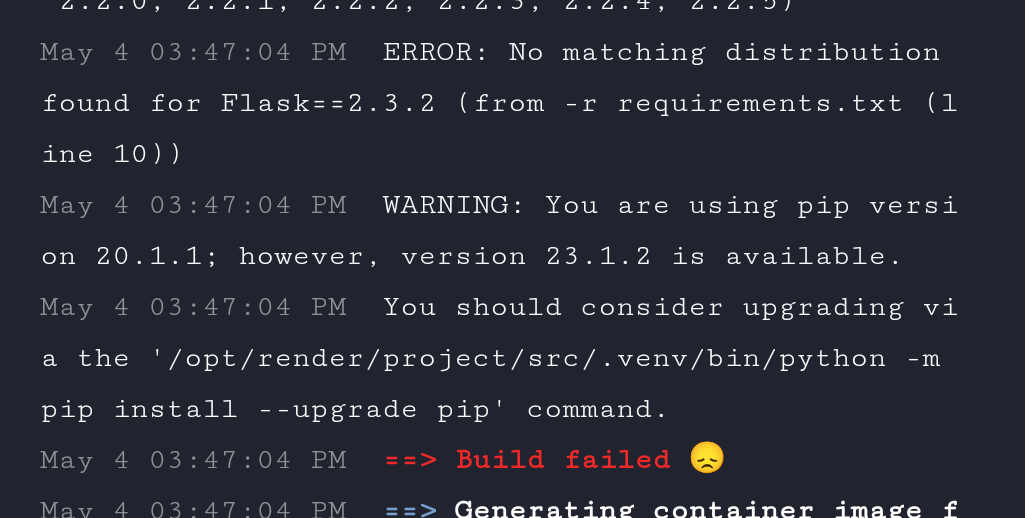 2.2.0, 2.2.1, 2.2.2, 2.2.3, 2.2.4, 2.2.5)
May 4 03:47:04 PM  ERROR: No matching distribution
found for Flask==2.3.2 (from -r requirements.txt (l
ine 10))
May 4 03:47:04 PM  WARNING: You are using pip versi
on 20.1.1; however, version 23.1.2 is available.
May 4 03:47:04 PM  You should consider upgrading vi
a the '/opt/render/project/src/.venv/bin/python -m
pip install --upgrade pip' command.
May 4 03:47:04 PM  ==> Build failed 😞
May 4 03:47:04 PM  ==> Generating container image f